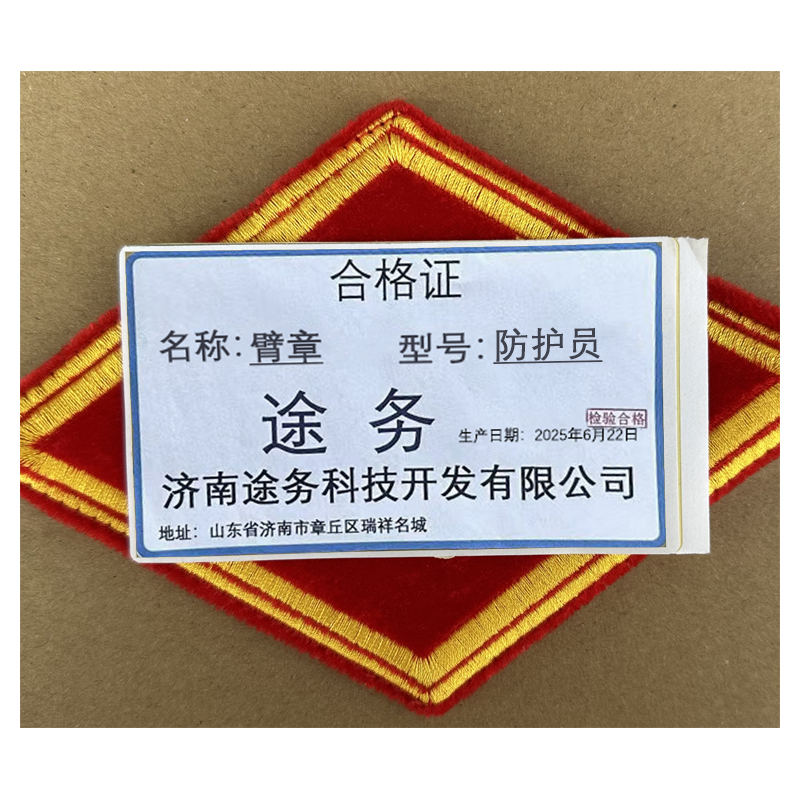 合格证
名称：臂章 型号：防护员
途务
检验合格
生产日期：2025年6月22日
济南途务科技开发有限公司
地址：山东省济南市章丘区瑞祥名城